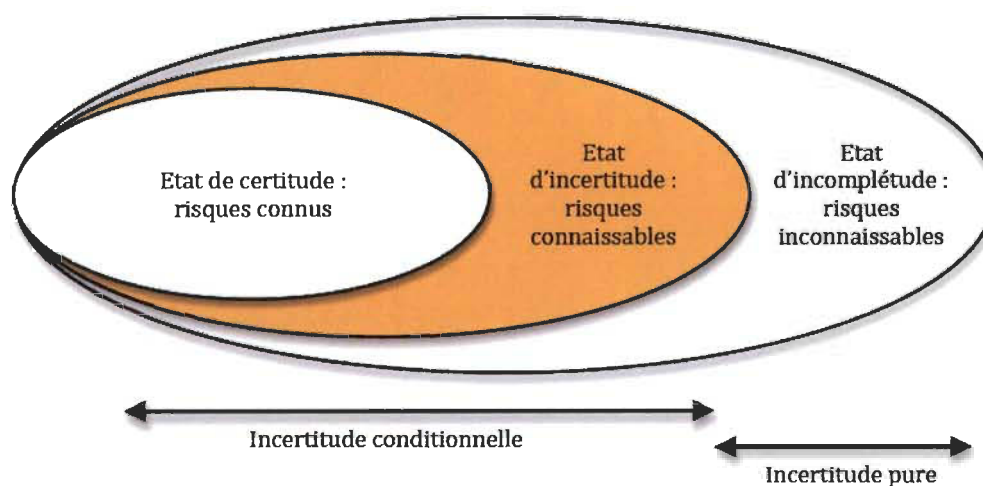 Etat de certitude :
risques connus
Etat
d'incertitude :
risques
connaissables
Etat
d'incomplétude :
risques
inconnaissables
Incertitude conditionnelle
Incertitude pure